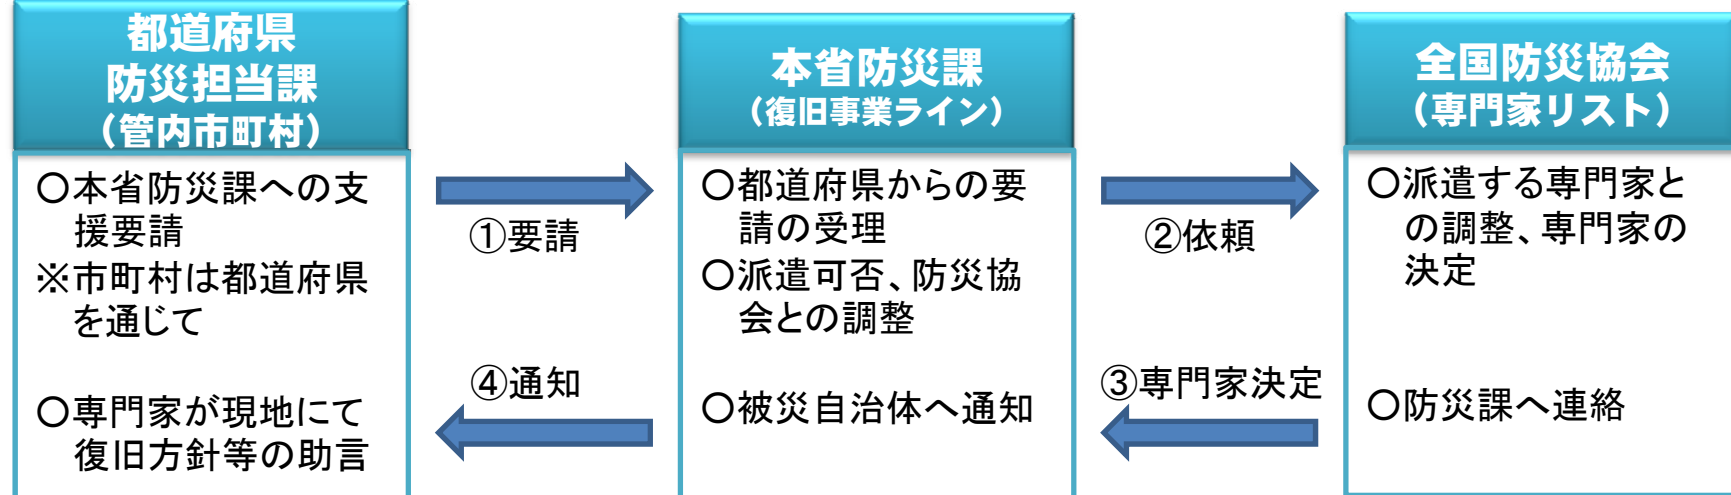 都道府県
防災担当課
（管内市町村）
〇本省防災課への支
援要請
※市町村は都道府県
を通じて
〇専門家が現地にて
復旧方針等の助言
①要請
④通知
本省防災課
（復旧事業ライン）
〇都道府県からの要
請の受理
〇派遣可否、防災協
会との調整
〇被災自治体へ通知
②依頼
③専門家決定
全国防災協会
（専門家リスト）
〇派遣する専門家と
の調整、専門家の
決定
〇防災課へ連絡